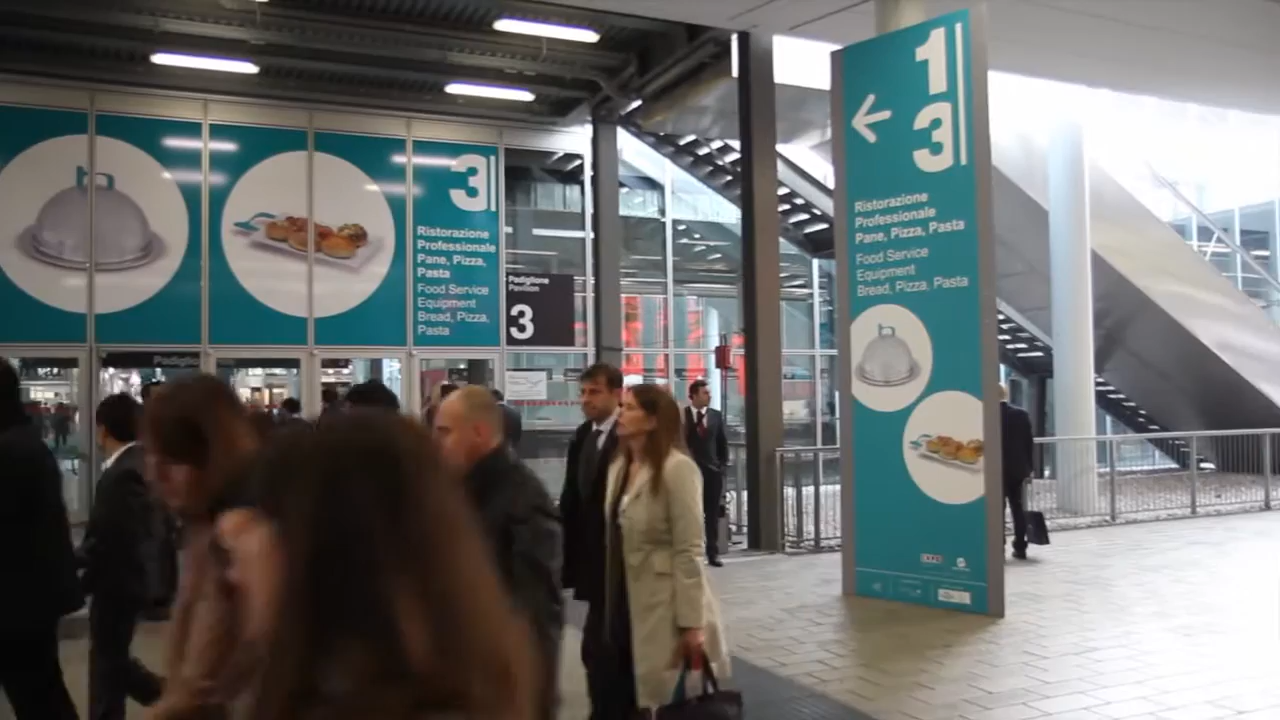 3
Ristorazione
Professionale
Pane, Pizza,
Pasta
Food Service
Equipment
Bread, Pizza,
Pasta
Padiglione
Pavilion
3
1
3
Ristorazione
Professionale
Pane, Pizza, Pasta
Food Service
Equipment
Bread, Pizza, Pasta